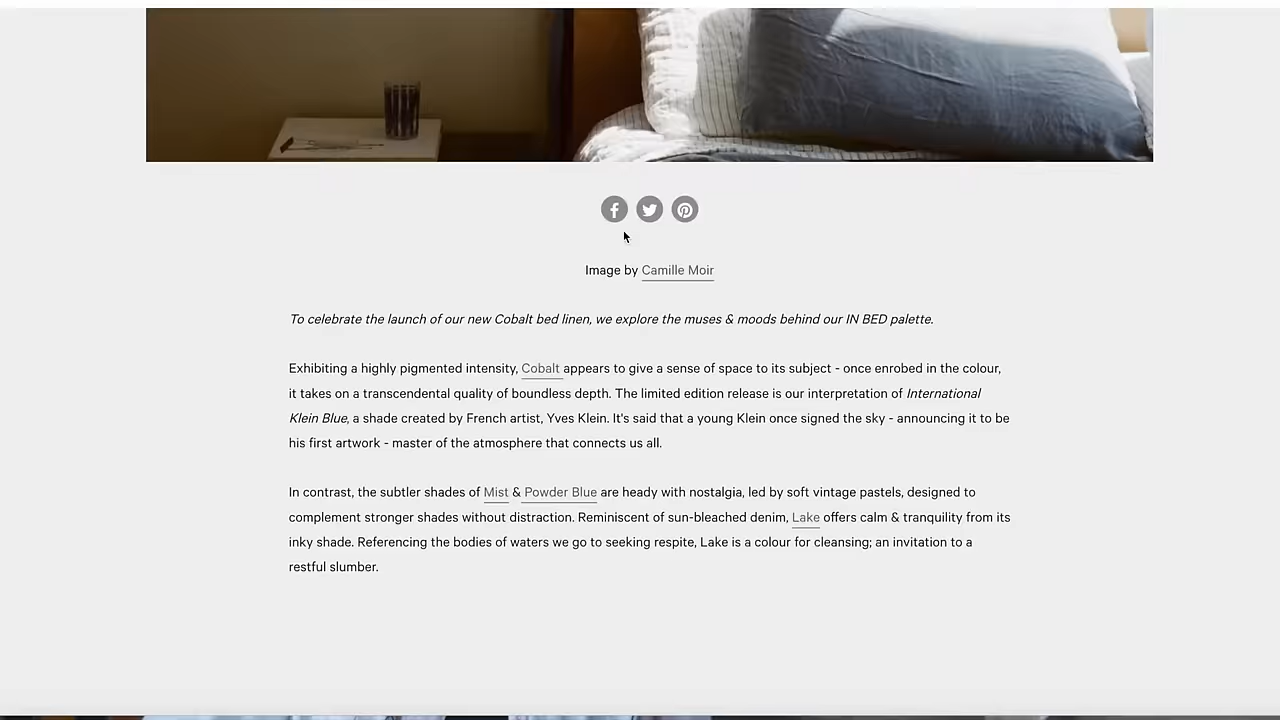 Image by Camille Moir
To celebrate the launch of our new Cobalt bed linen, we explore the muses & moods behind our IN BED palette.
Exhibiting a highly pigmented intensity, Cobalt appears to give a sense of space to its subject - once enrobed in the colour,
it takes on a transcendental quality of boundless depth. The limited edition release is our interpretation of International
Klein Blue, a shade created by French artist, Yves Klein. It's said that a young Klein once signed the sky - announcing it to be
his first artwork - master of the atmosphere that connects us all.
In contrast, the subtler shades of Mist & Powder Blue are heady with nostalgia, led by soft vintage pastels, designed to
complement stronger shades without distraction. Reminiscent of sun-bleached denim, Lake offers calm & tranquility from its
inky shade. Referencing the bodies of waters we go to seeking respite, Lake is a colour for cleansing; an invitation to a
restful slumber.